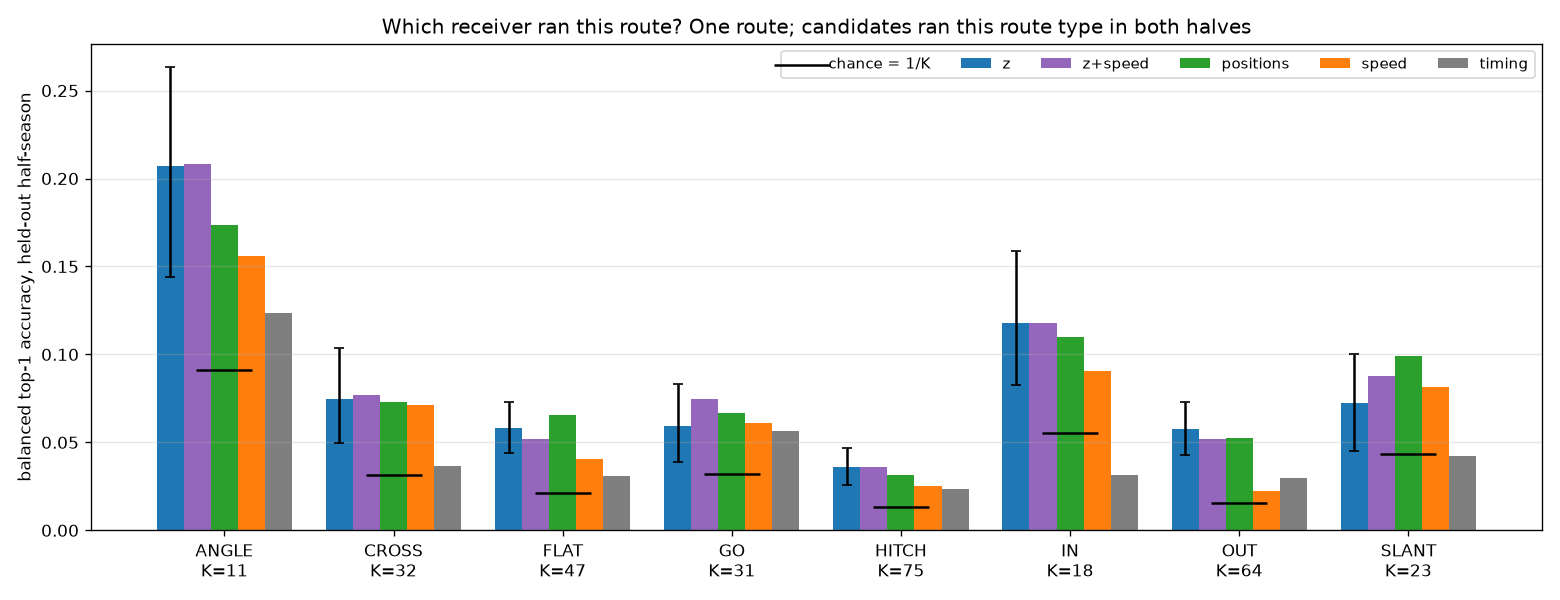 Which receiver ran this route? One route; candidates ran this route type in both halves
chance = 1/K z z+speed positions speed timing
balanced top-1 accuracy, held-out half-season
0.25
0.20
0.15
0.10
0.05
0.00
ANGLE CROSS FLAT GO HITCH IN OUT SLANT
K=11 K=32 K=47 K=31 K=75 K=18 K=64 K=23